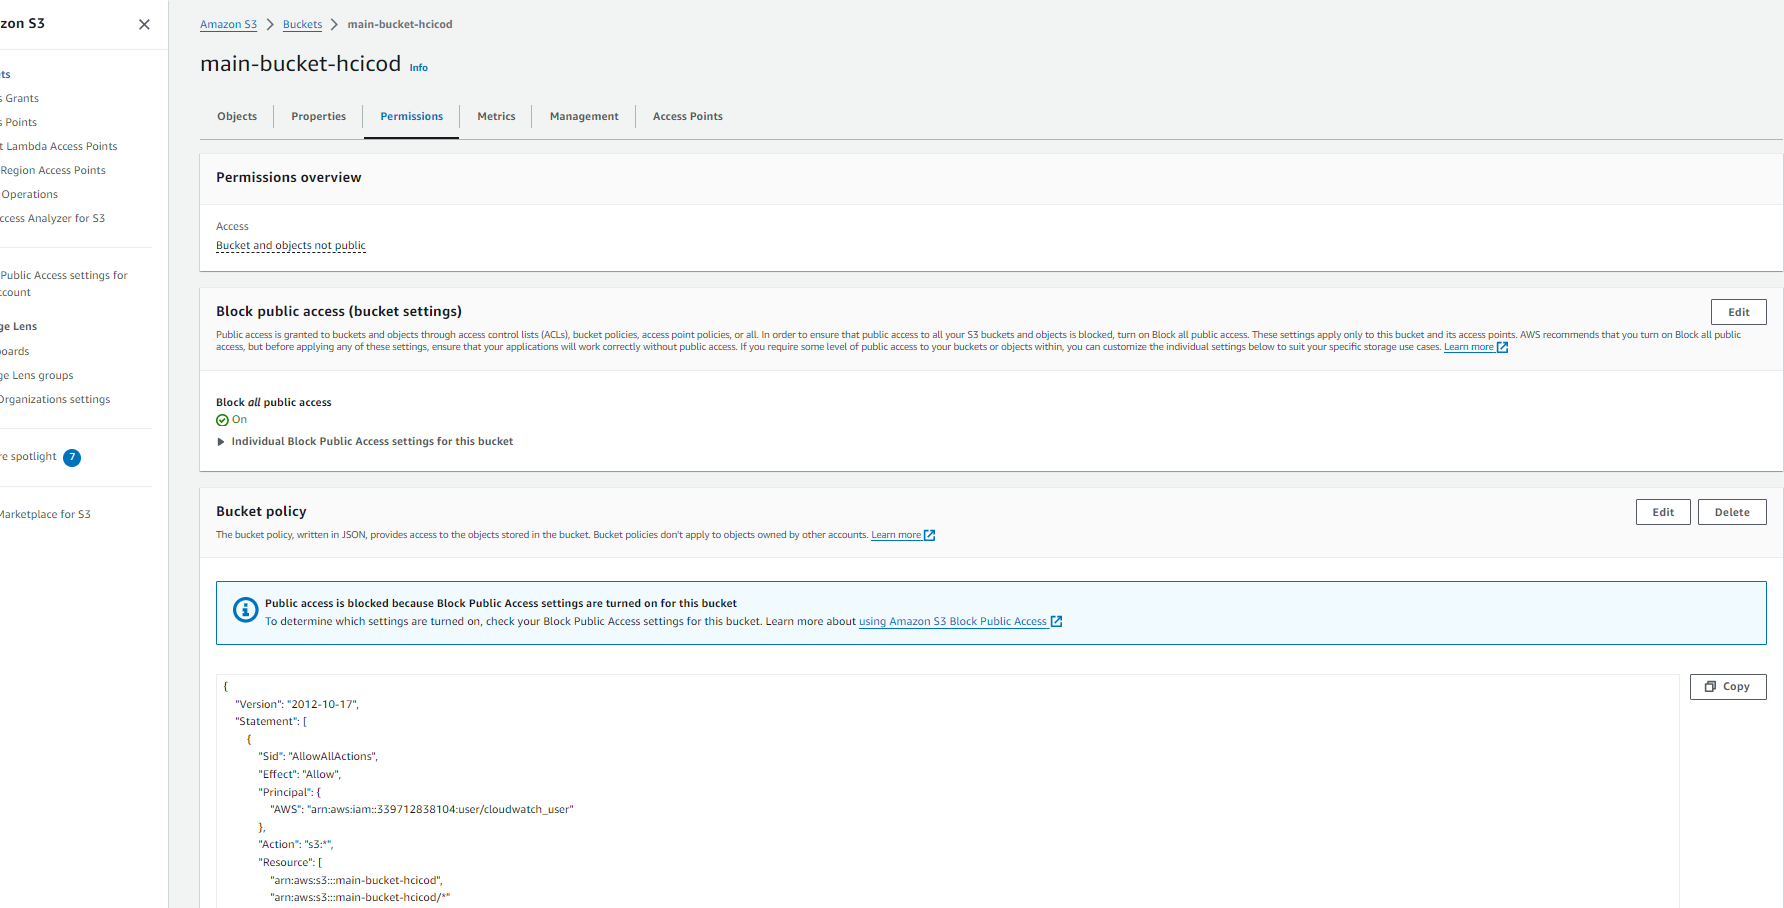 zon S3
ets
s Grants
s Points
t Lambda Access Points
Region Access Points
Operations
ccess Analyzer for S3
Public Access settings for
ccount
ge Lens
oards
ge Lens groups
Organizations settings
re spotlight 7
Marketplace for S3
Amazon S3 > Buckets > main-bucket-hcicod
main-bucket-hcicod Info
Objects Properties Permissions Metrics Management Access Points
Permissions overview
Access
Bucket and objects not public
Block public access (bucket settings)
Edit
Public access is granted to buckets and objects through access control lists (ACLs), bucket policies, access point policies, or all. In order to ensure that public access to all your S3 buckets and objects is blocked, turn on Block all public access. These settings apply only to this bucket and its access points. AWS recommends that you turn on Block all public
access, but before applying any of these settings, ensure that your applications will work correctly without public access. If you require some level of public access to your buckets or objects within, you can customize the individual settings below to suit your specific storage use cases. Learn more
Block all public access
On
Individual Block Public Access settings for this bucket
Bucket policy
Edit Delete
The bucket policy, written in JSON, provides access to the objects stored in the bucket. Bucket policies don't apply to objects owned by other accounts. Learn more
Public access is blocked because Block Public Access settings are turned on for this bucket
To determine which settings are turned on, check your Block Public Access settings for this bucket. Learn more about using Amazon S3 Block Public Access
Copy
{
"Version": "2012-10-17",
"Statement": [
{
"Sid": "AllowAllActions",
"Effect": "Allow",
"Principal": {
"AWS": "arn:aws:iam::339712838104:user/cloudwatch_user"
},
"Action": "s3:*",
"Resource": [
"arn:aws:s3:::main-bucket-hcicod",
"arn:aws:s3:::main-bucket-hcicod/*"